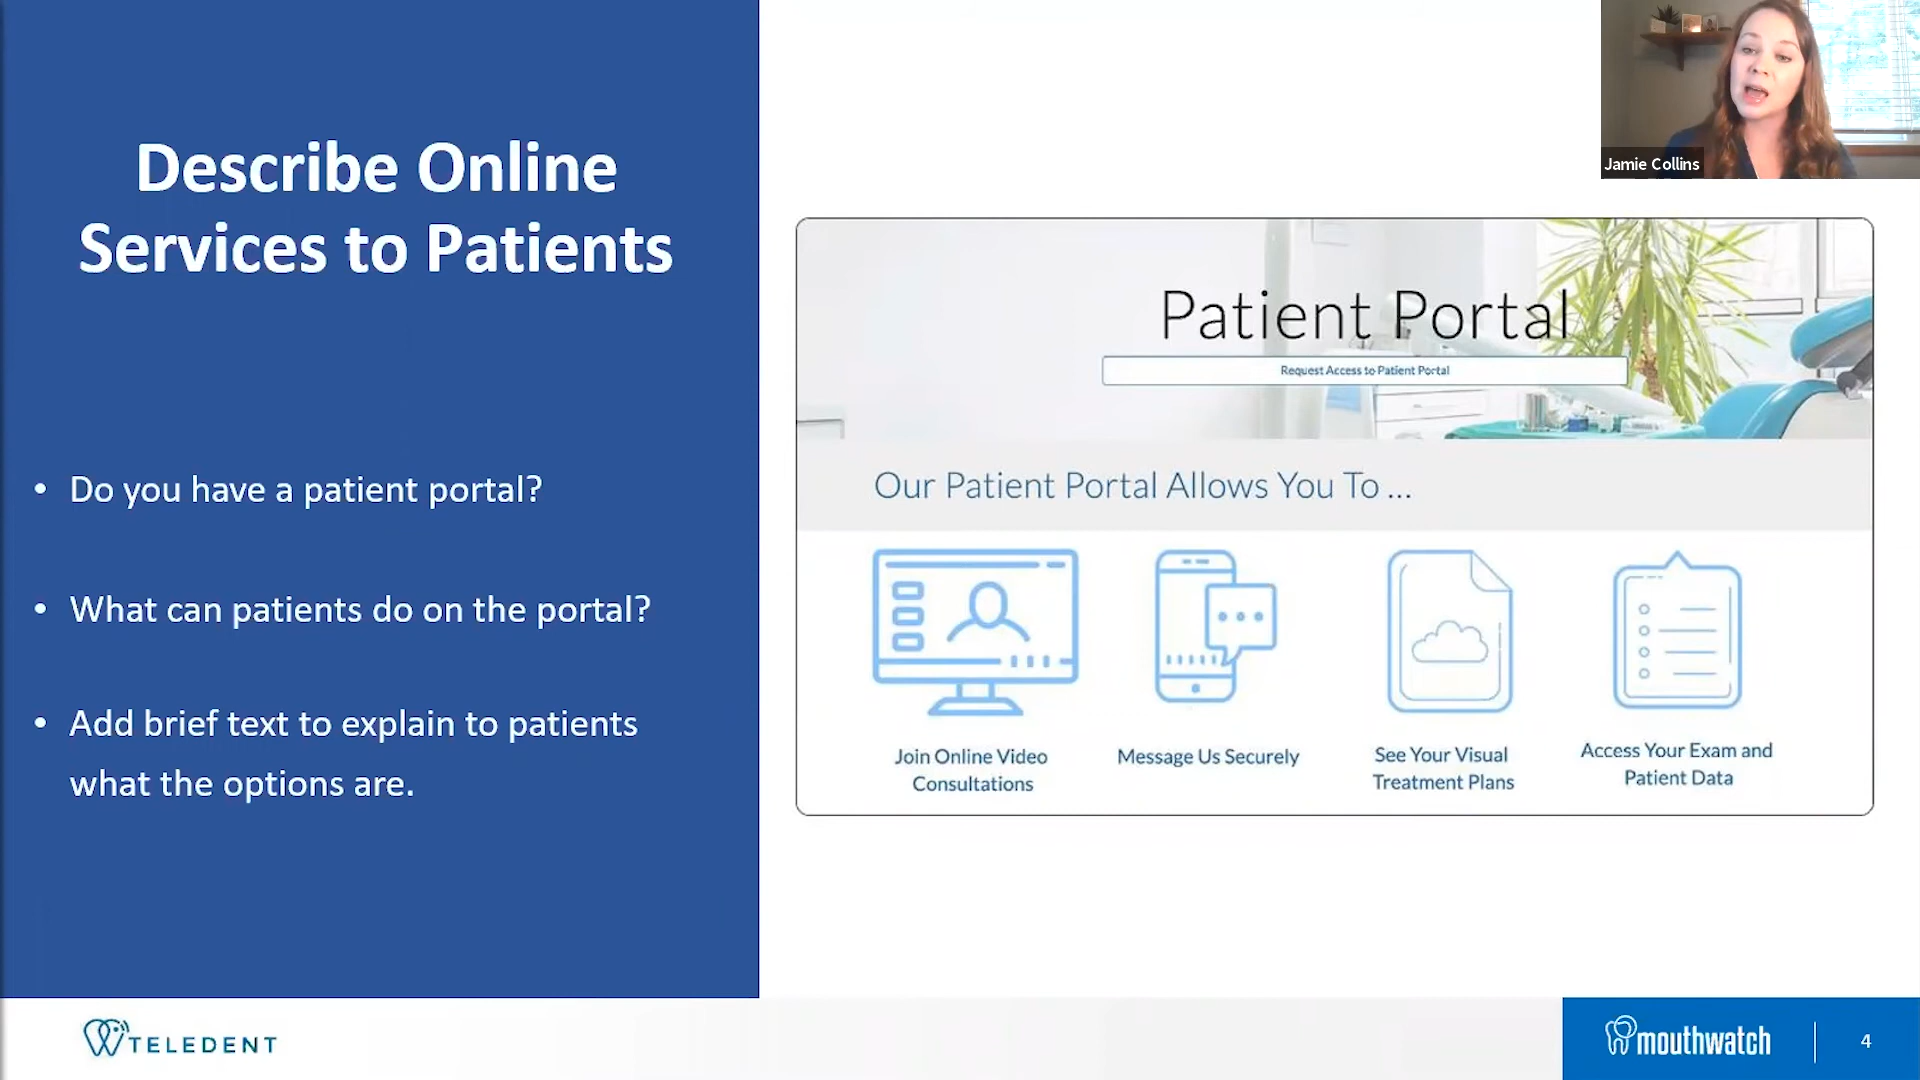 Describe Online
Services to Patients
• Do you have a patient portal?
• What can patients do on the portal?
• Add brief text to explain to patients
what the options are.
Jamie Collins
Patient Portal
Request Access to Patient Portal
Our Patient Portal Allows You To ...
Join Online Video
Consultations
Message Us Securely
See Your Visual
Treatment Plans
Access Your Exam and
Patient Data
TELEDENT
mouthwatch
4